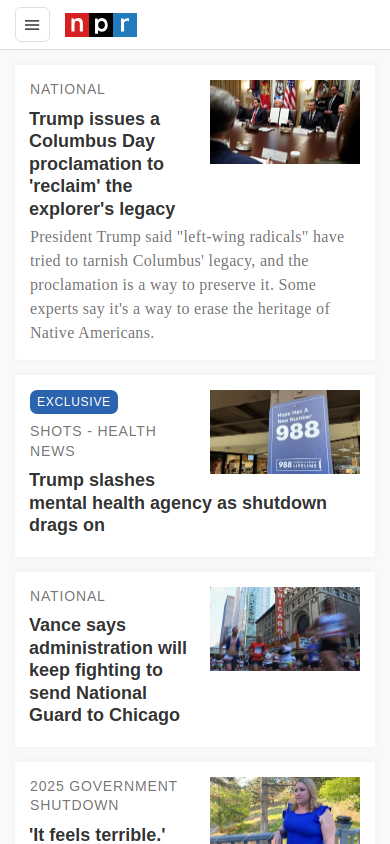 npr
NATIONAL
Trump issues a
Columbus Day
proclamation to
'reclaim' the
explorer's legacy
President Trump said "left-wing radicals" have
tried to tarnish Columbus' legacy, and the
proclamation is a way to preserve it. Some
experts say it's a way to erase the heritage of
Native Americans.
EXCLUSIVE
SHOTS - HEALTH
NEWS
Trump slashes
mental health agency as shutdown
drags on
Hope Has A
New Number
988
988
LIFELINE
NATIONAL
Vance says
administration will
keep fighting to
send National
Guard to Chicago
CHICAGO
2025 GOVERNMENT
SHUTDOWN
'It feels terrible.'